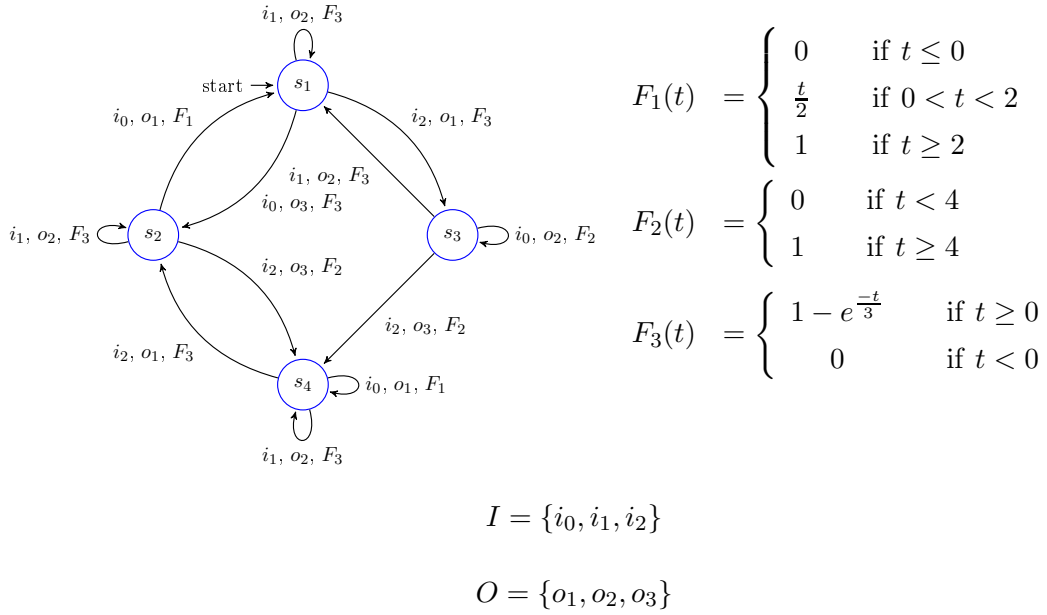 i₁, o₂, F₃
start
s₁
i₀, o₁, F₁
i₂, o₁, F₃
i₁, o₂, F₃
i₀, o₃, F₃
i₁, o₂, F₃
s₂
s₃
i₀, o₂, F₂
i₂, o₃, F₂
i₂, o₃, F₂
i₂, o₁, F₃
s₄
i₀, o₁, F₁
i₁, o₂, F₃
F₁(t) = { 0 if t ≤ 0
t/2 if 0 < t < 2
1 if t ≥ 2
F₂(t) = { 0 if t < 4
1 if t ≥ 4
F₃(t) = { 1 − e^(−t/3) if t ≥ 0
0 if t < 0
I = {i₀, i₁, i₂}
O = {o₁, o₂, o₃}